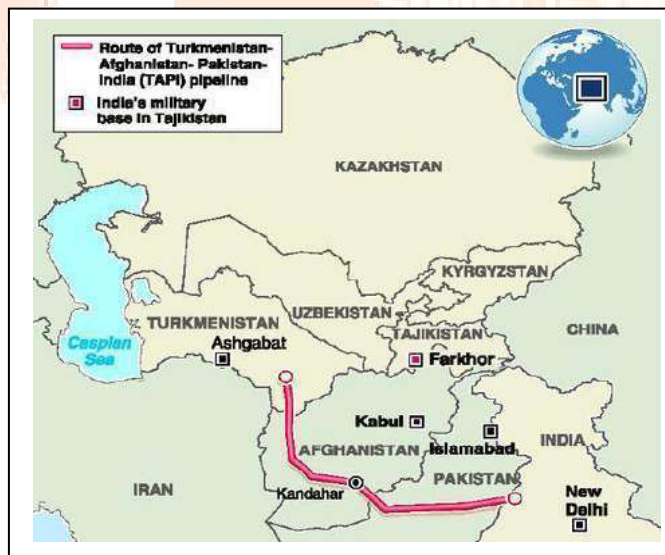 Route of Turkmenistan-
Afghanistan- Pakistan-
India (TAPI) pipeline
India's military
base in Tajikistan
KAZAKHSTAN
KYRGYZSTAN
UZBEKISTAN
TURKMENISTAN
TAJIKISTAN
CHINA
Caspian
Sea
Ashgabat
Farkhor
Kabul
INDIA
AFGHANISTAN
Islamabad
IRAN
Kandahar
PAKISTAN
New
Delhi